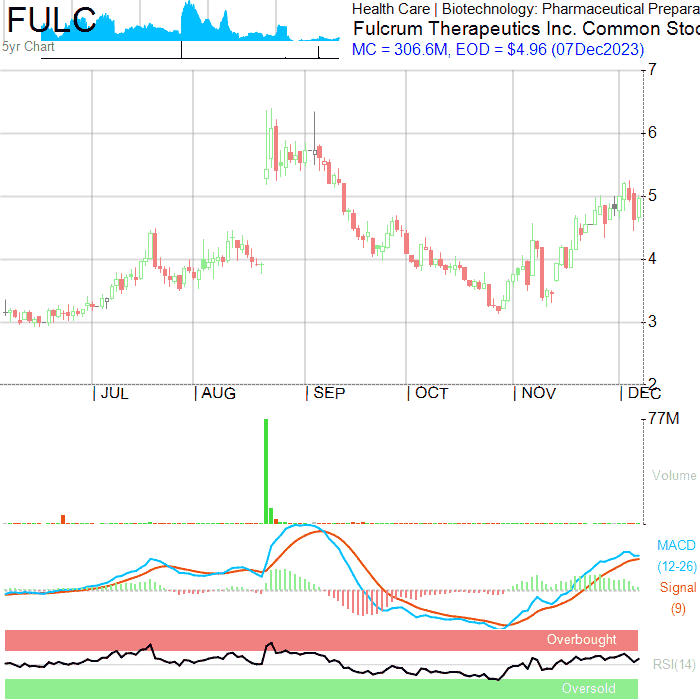 FULC
5yr Chart
Health Care | Biotechnology: Pharmaceutical Prepara
Fulcrum Therapeutics Inc. Common Stoc
MC = 306.6M, EOD = $4.96 (07Dec2023)
7
6
5
4
3
2
JUL AUG SEP OCT NOV DEC
77M
Volume
MACD
(12-26)
Signal
(9)
Overbought
RSI(14)
Oversold